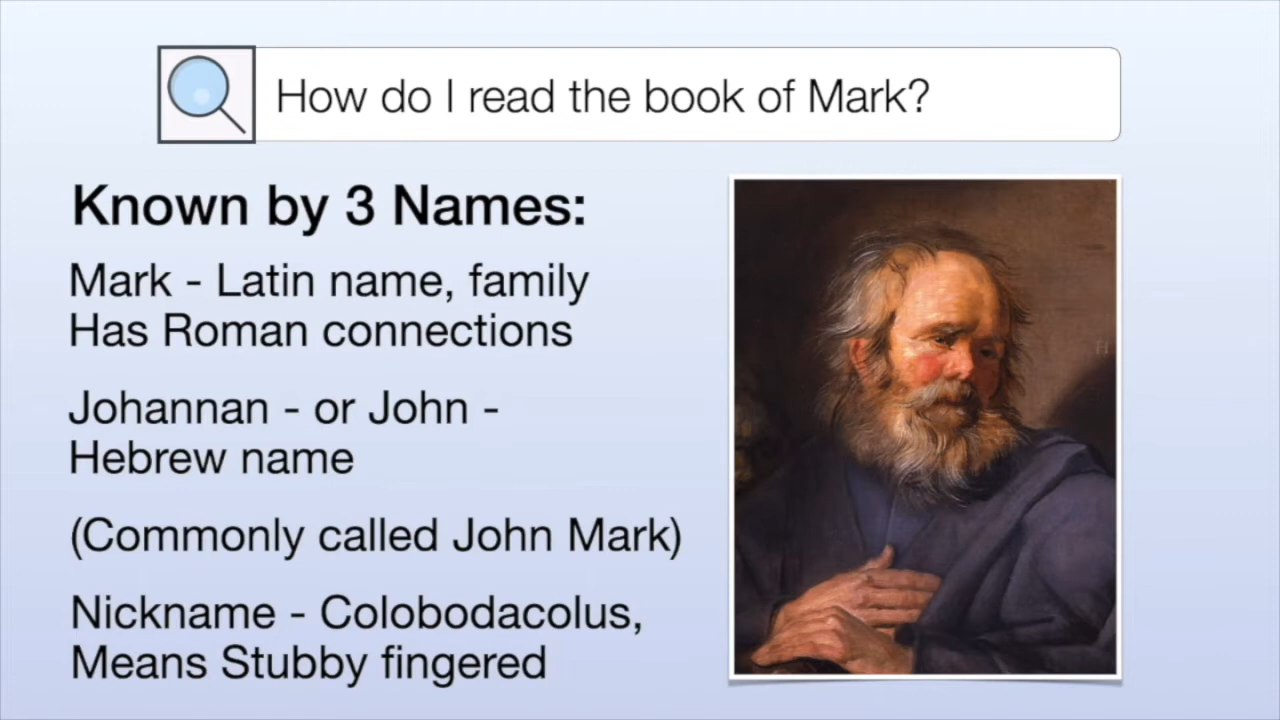 How do I read the book of Mark?
Known by 3 Names:
Mark - Latin name, family
Has Roman connections
Johannan - or John -
Hebrew name
(Commonly called John Mark)
Nickname - Colobodacolus,
Means Stubby fingered